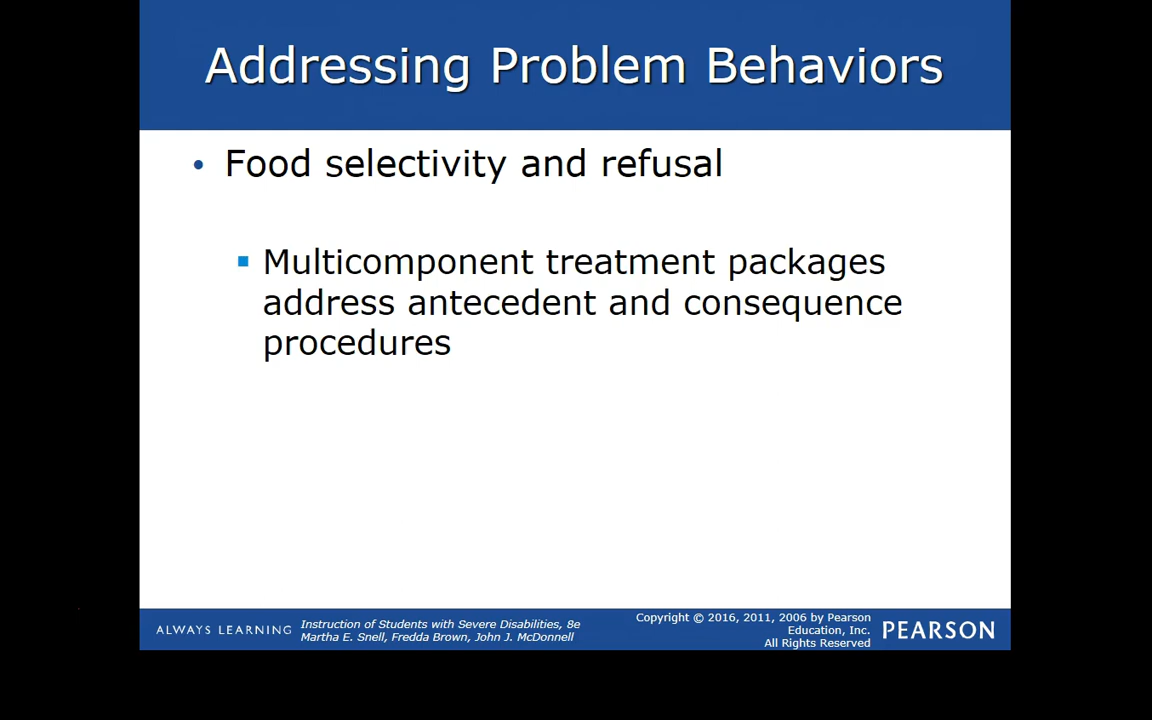 Addressing Problem Behaviors
• Food selectivity and refusal
▪ Multicomponent treatment packages
address antecedent and consequence
procedures
ALWAYS LEARNING
Instruction of Students with Severe Disabilities, 8e
Martha E. Snell, Fredda Brown, John J. McDonnell
Copyright © 2016, 2011, 2006 by Pearson
Education, Inc.
All Rights Reserved
PEARSON